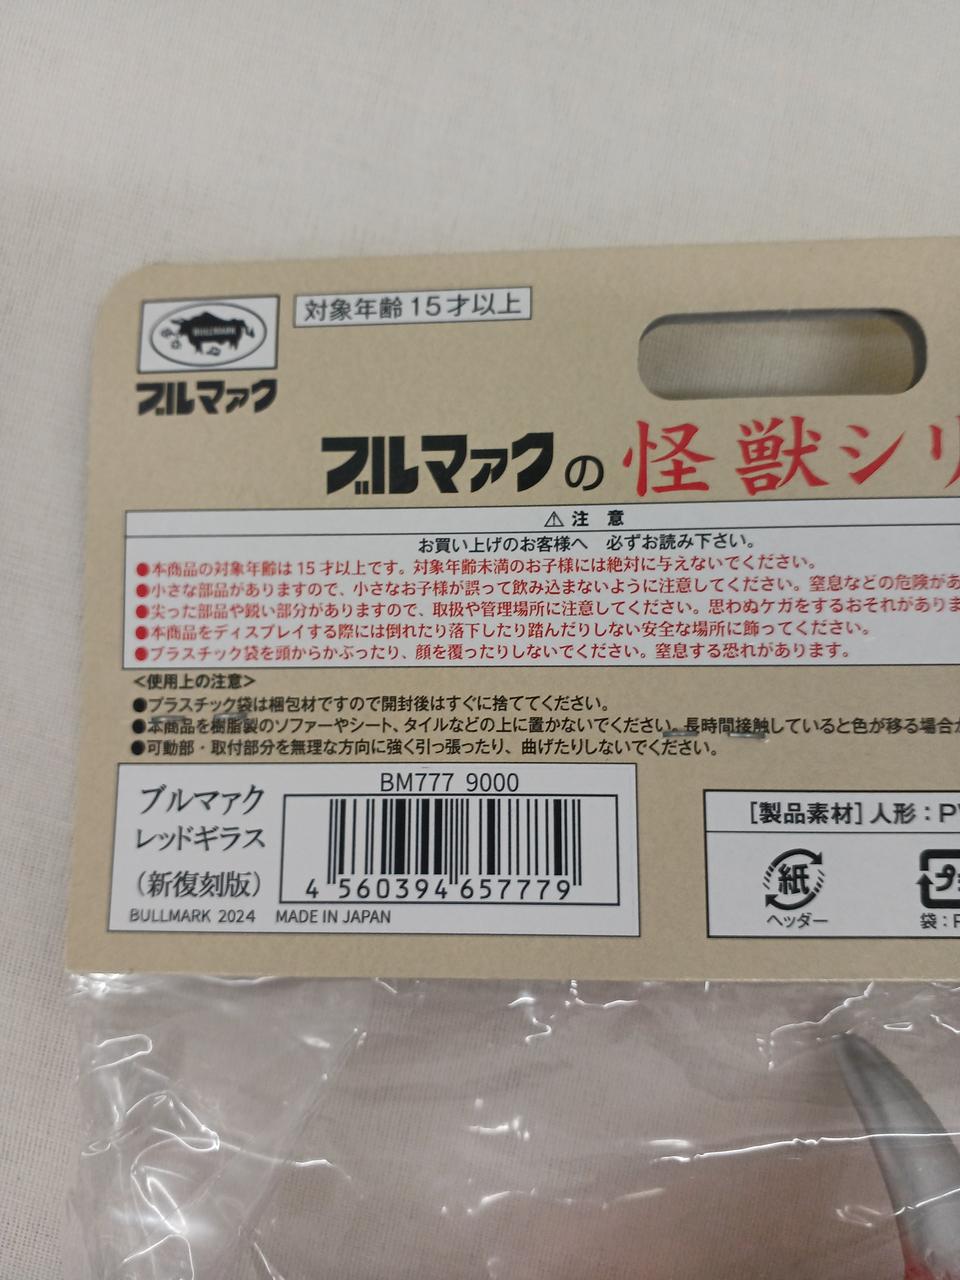 BULLMARK
対象年齢15才以上
ブルマァク
ブルマァクの怪獣シリ
⚠注 意
お買い上げのお客様へ 必ずお読み下さい。
●本商品の対象年齢は15才以上です。対象年齢未満のお子様には絶対に与えないでください。
●小さな部品がありますので、小さなお子様が誤って飲み込まないように注意してください。窒息などの危険があ
●尖った部品や鋭い部分がありますので、取扱や管理場所に注意してください。思わぬケガをするおそれがありま
●本商品をディスプレイする際には倒れたり落下したり踏んだりしない安全な場所に飾ってください。
●プラスチック袋を頭からかぶったり、顔を覆ったりしないでください。窒息する恐れがあります。
<使用上の注意>
●プラスチック袋は梱包材ですので開封後はすぐに捨ててください。
●本商品を樹脂製のソファーやシート、タイルなどの上に置かないでください。長時間接触していると色が移る場合が
●可動部・取付部分を無理な方向に強く引っ張ったり、曲げたりしないでください。
ブルマァク
レッドギラス
（新復刻版）
BM777 9000
4 560394 657779
BULLMARK 2024 MADE IN JAPAN
［製品素材］人形：PV
紙
ヘッダー
プラ
袋：P